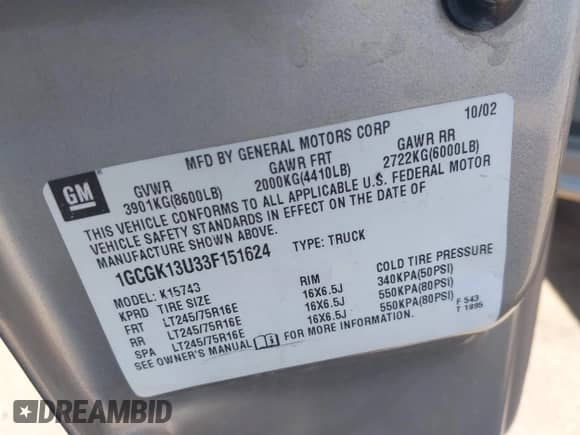 10/02
MFD BY GENERAL MOTORS CORP
GM
GVWR GAWR FRT GAWR RR
3901KG(8600LB) 2000KG(4410LB) 2722KG(6000LB)
THIS VEHICLE CONFORMS TO ALL APPLICABLE U.S. FEDERAL MOTOR
VEHICLE SAFETY STANDARDS IN EFFECT ON THE DATE OF
MANUFACTURE SHOWN ABOVE.
1GCGK13U33F151624 TYPE: TRUCK
MODEL: K15743
KPRD TIRE SIZE RIM COLD TIRE PRESSURE
FRT LT245/75R16E 16X6.5J 340KPA(50PSI)
RR LT245/75R16E 16X6.5J 550KPA(80PSI)
SPA LT245/75R16E 16X6.5J 550KPA(80PSI)
SEE OWNER'S MANUAL FOR MORE INFORMATION
F 543
T 1995
DREAMBID